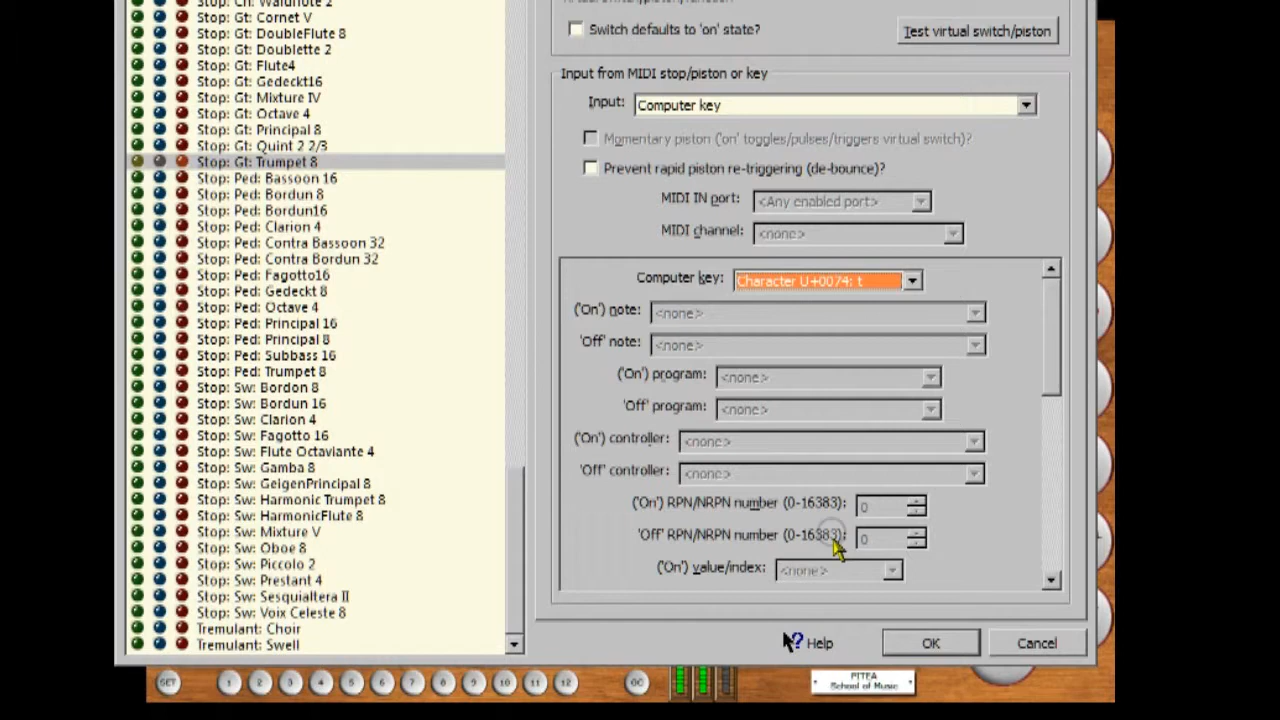 Stop: Gt: Cornet V
Stop: Gt: DoubleFlute 8
Stop: Gt: Doublette 2
Stop: Gt: Flute4
Stop: Gt: Gedeckt16
Stop: Gt: Mixture IV
Stop: Gt: Octave 4
Stop: Gt: Principal 8
Stop: Gt: Quint 2 2/3
Stop: Gt: Trumpet 8
Stop: Ped: Bassoon 16
Stop: Ped: Bordun 8
Stop: Ped: Bordun16
Stop: Ped: Clarion 4
Stop: Ped: Contra Bassoon 32
Stop: Ped: Contra Bordun 32
Stop: Ped: Fagotto16
Stop: Ped: Gedeckt 8
Stop: Ped: Octave 4
Stop: Ped: Principal 16
Stop: Ped: Principal 8
Stop: Ped: Subbass 16
Stop: Ped: Trumpet 8
Stop: Sw: Bordon 8
Stop: Sw: Bordun 16
Stop: Sw: Clarion 4
Stop: Sw: Fagotto 16
Stop: Sw: Flute Octaviante 4
Stop: Sw: Gamba 8
Stop: Sw: GeigenPrincipal 8
Stop: Sw: Harmonic Trumpet 8
Stop: Sw: HarmonicFlute 8
Stop: Sw: Mixture V
Stop: Sw: Oboe 8
Stop: Sw: Piccolo 2
Stop: Sw: Prestant 4
Stop: Sw: Sesquialtera II
Stop: Sw: Voix Celeste 8
Tremulant: Choir
Tremulant: Swell
Switch defaults to 'on' state?
Test virtual switch/piston
Input from MIDI stop/piston or key
Input: Computer key
Momentary piston ('on' toggles/pulses/triggers virtual switch)?
Prevent rapid piston re-triggering (de-bounce)?
MIDI IN port: <Any enabled port>
MIDI channel: <none>
Computer key: Character U+0074: t
('On') note: <none>
'Off' note: <none>
('On') program: <none>
'Off' program: <none>
('On') controller: <none>
'Off' controller: <none>
('On') RPN/NRPN number (0-16383): 0
'Off' RPN/NRPN number (0-16383): 0
('On') value/index: <none>
Help OK Cancel
SET 1 2 3 4 5 6 7 8 9 10 11 12 GC
PITEA
School of Music